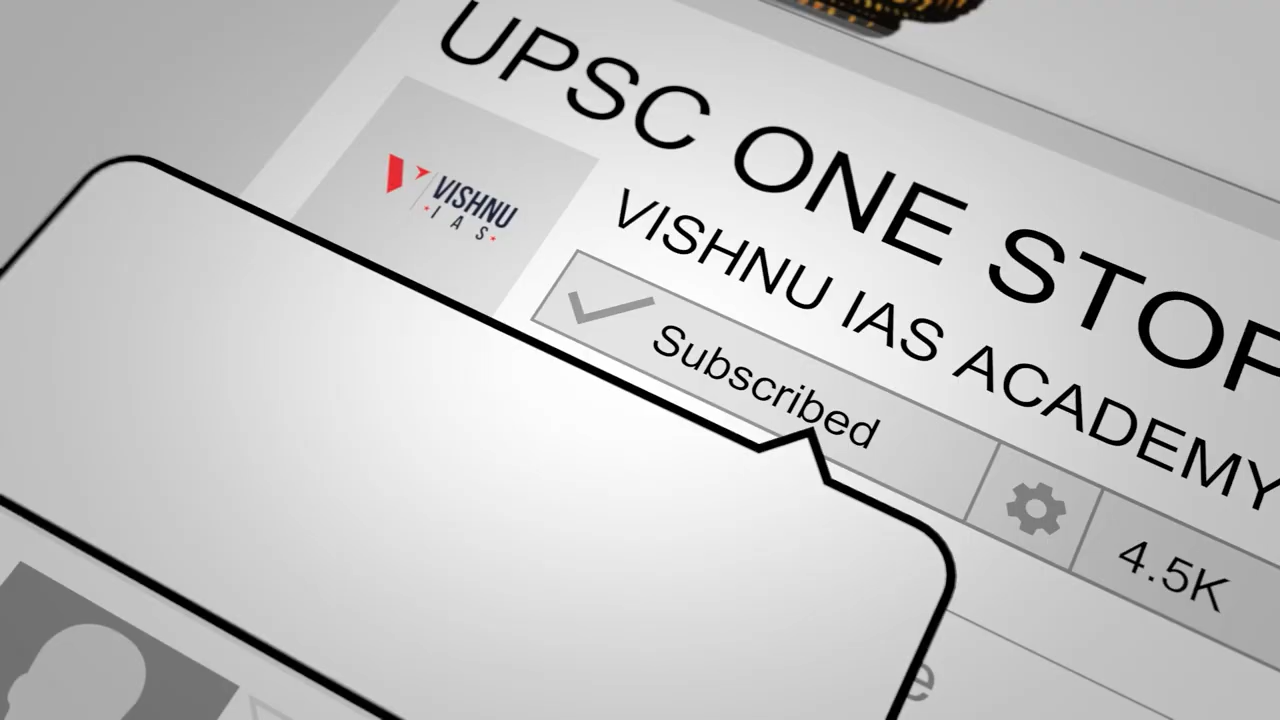 UPSC ONE STOP
VISHNU
IAS
VISHNU IAS ACADEMY
Subscribed
4.5K
e